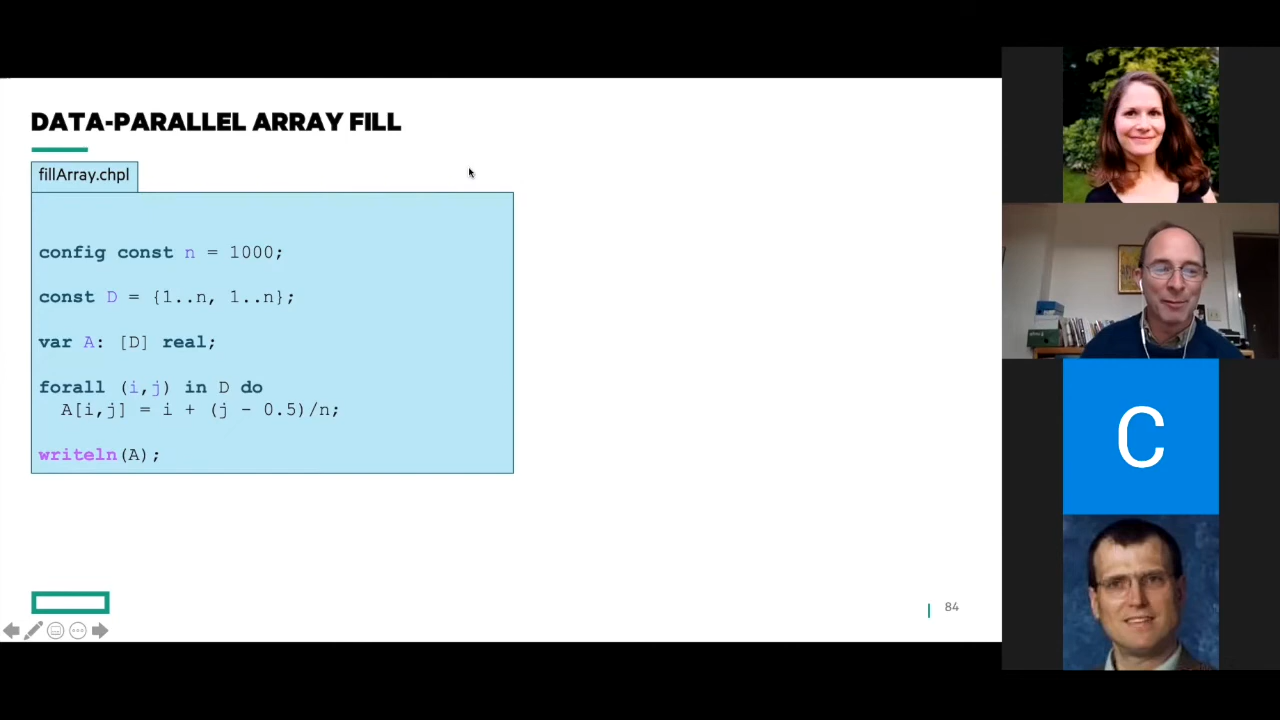 DATA-PARALLEL ARRAY FILL
fillArray.chpl
config const n = 1000;
const D = {1..n, 1..n};
var A: [D] real;
forall (i,j) in D do
A[i,j] = i + (j - 0.5)/n;
writeln(A);
84
C